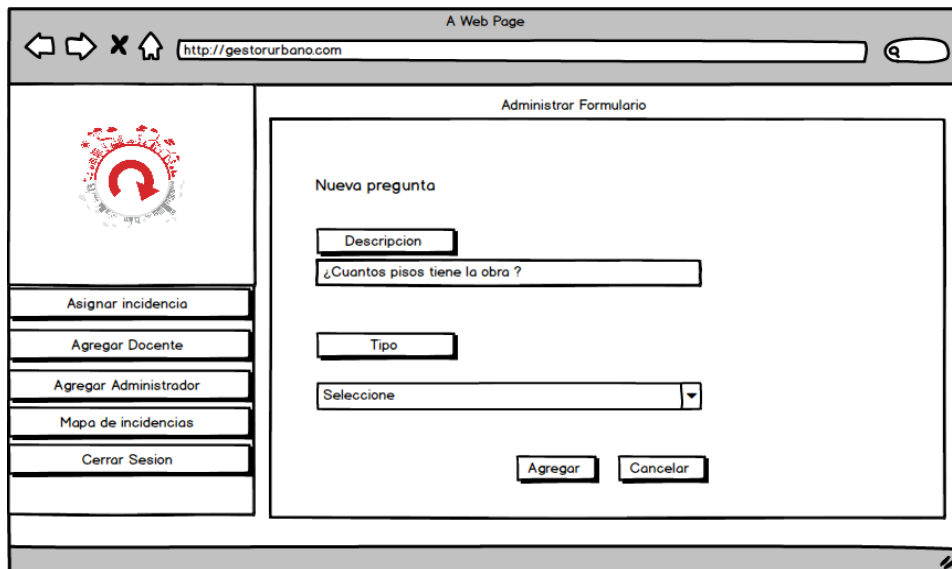 A Web Page
http://gestorurbano.com
Administrar Formulario
Nueva pregunta
Descripcion
¿Cuantos pisos tiene la obra ?
Tipo
Seleccione
Agregar
Cancelar
Asignar incidencia
Agregar Docente
Agregar Administrador
Mapa de incidencias
Cerrar Sesion